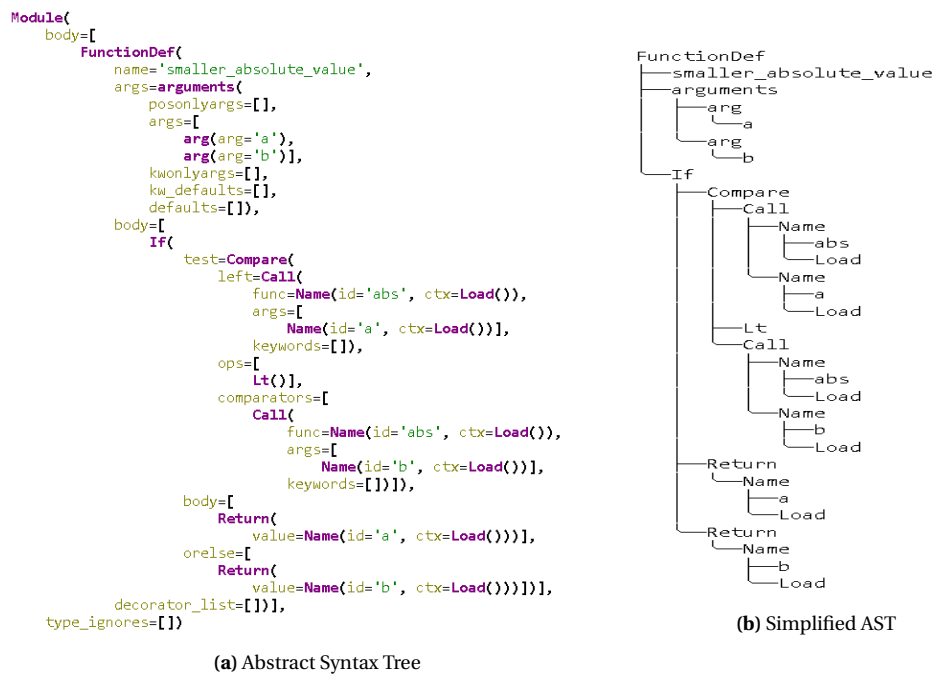 Module(
body=[
FunctionDef(
name='smaller_absolute_value',
args=arguments(
posonlyargs=[],
args=[
arg(arg='a'),
arg(arg='b')],
kwonlyargs=[],
kw_defaults=[],
defaults=[]),
body=[
If(
test=Compare(
left=Call(
func=Name(id='abs', ctx=Load()),
args=[
Name(id='a', ctx=Load())],
keywords=[]),
ops=[
Lt()],
comparators=[
Call(
func=Name(id='abs', ctx=Load()),
args=[
Name(id='b', ctx=Load())],
keywords=[])]),
body=[
Return(
value=Name(id='a', ctx=Load()))],
orelse=[
Return(
value=Name(id='b', ctx=Load()))])],
decorator_list=[])],
type_ignores=[])
(a) Abstract Syntax Tree
FunctionDef
smaller_absolute_value
arguments
arg
a
arg
b
If
Compare
Call
Name
abs
Load
Name
a
Load
Lt
Call
Name
abs
Load
Name
b
Load
Return
Name
a
Load
Return
Name
b
Load
(b) Simplified AST